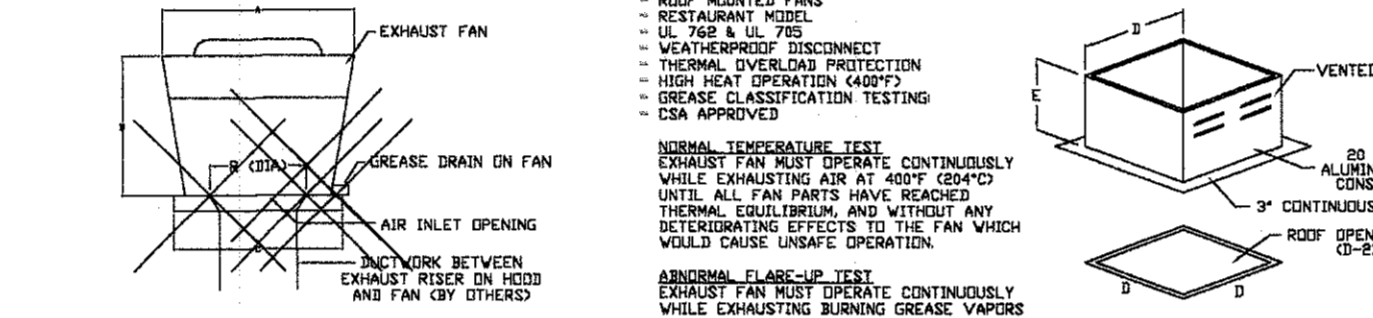 A
EXHAUST FAN
B
R (DIA)
GREASE DRAIN ON FAN
AIR INLET OPENING
C
DUCTWORK BETWEEN
EXHAUST RISER ON HOOD
AND FAN (BY OTHERS)
- ROOF MOUNTED FANS
- RESTAURANT MODEL
- UL 762 & UL 705
- WEATHERPROOF DISCONNECT
- THERMAL OVERLOAD PROTECTION
- HIGH HEAT OPERATION (400°F)
- GREASE CLASSIFICATION TESTING
- CSA APPROVED
NORMAL TEMPERATURE TEST
EXHAUST FAN MUST OPERATE CONTINUOUSLY
WHILE EXHAUSTING AIR AT 400°F (204°C)
UNTIL ALL FAN PARTS HAVE REACHED
THERMAL EQUILIBRIUM, AND WITHOUT ANY
DETERIORATING EFFECTS TO THE FAN WHICH
WOULD CAUSE UNSAFE OPERATION.
ABNORMAL FLARE-UP TEST
EXHAUST FAN MUST OPERATE CONTINUOUSLY
WHILE EXHAUSTING BURNING GREASE VAPORS
D
E
VENTED
20
ALUMIN
CONS
3" CONTINUOUS
ROOF OPEN
(D-2
D D